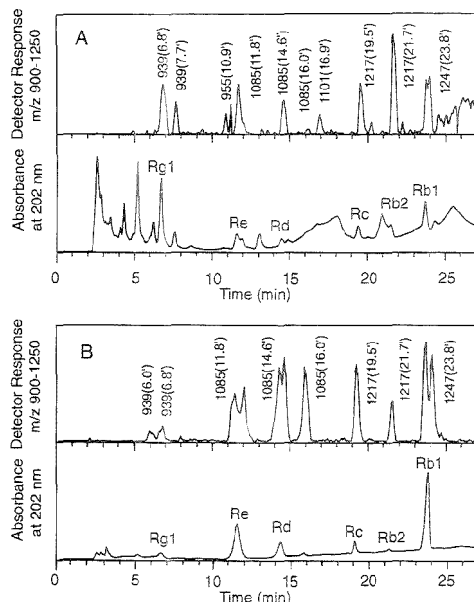 A
Detector Response
m/z 900-1250
939(6.8')
939(7.7')
955(10.9')
1085(11.8')
1085(14.6')
1085(16.0')
1101(16.9')
1217(19.5')
1217(21.7')
1247(23.8')
Absorbance
at 202 nm
Rg1
Re
Rd
Rc
Rb2
Rb1
0 5 10 15 20 25
Time (min)
B
Detector Response
m/z 900-1250
939(6.0')
939(6.8')
1085(11.8')
1085(14.6')
1085(16.0')
1217(19.5')
1217(21.7')
1247(23.8')
Absorbance
at 202 nm
Rg1
Re
Rd
Rc
Rb2
Rb1
0 5 10 15 20 25
Time (min)